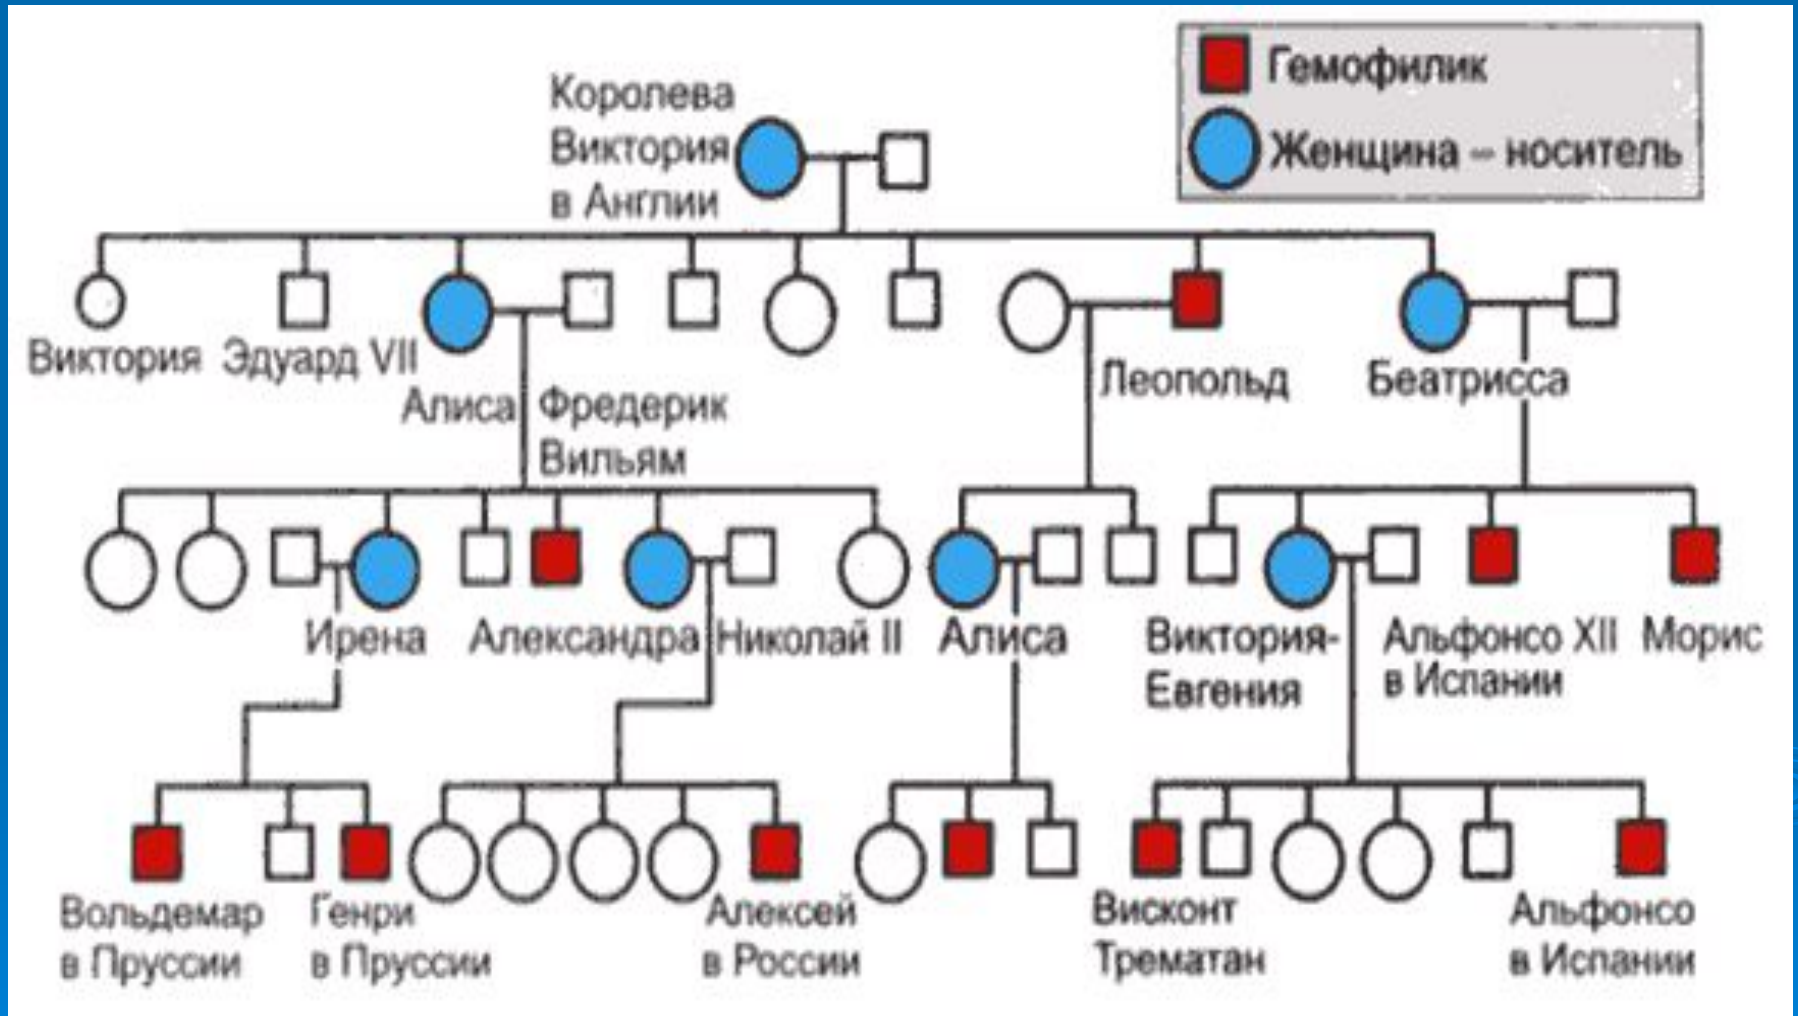 Гемофилик
Женщина – носитель
Королева
Виктория
в Англии
Виктория
Эдуард VII
Алиса
Фредерик
Вильям
Леопольд
Беатрисса
Ирена
Александра
Николай II
Алиса
Виктория-
Евгения
Альфонсо XII
в Испании
Морис
Вольдемар
в Пруссии
Генри
в Пруссии
Алексей
в России
Висконт
Трематан
Альфонсо
в Испании